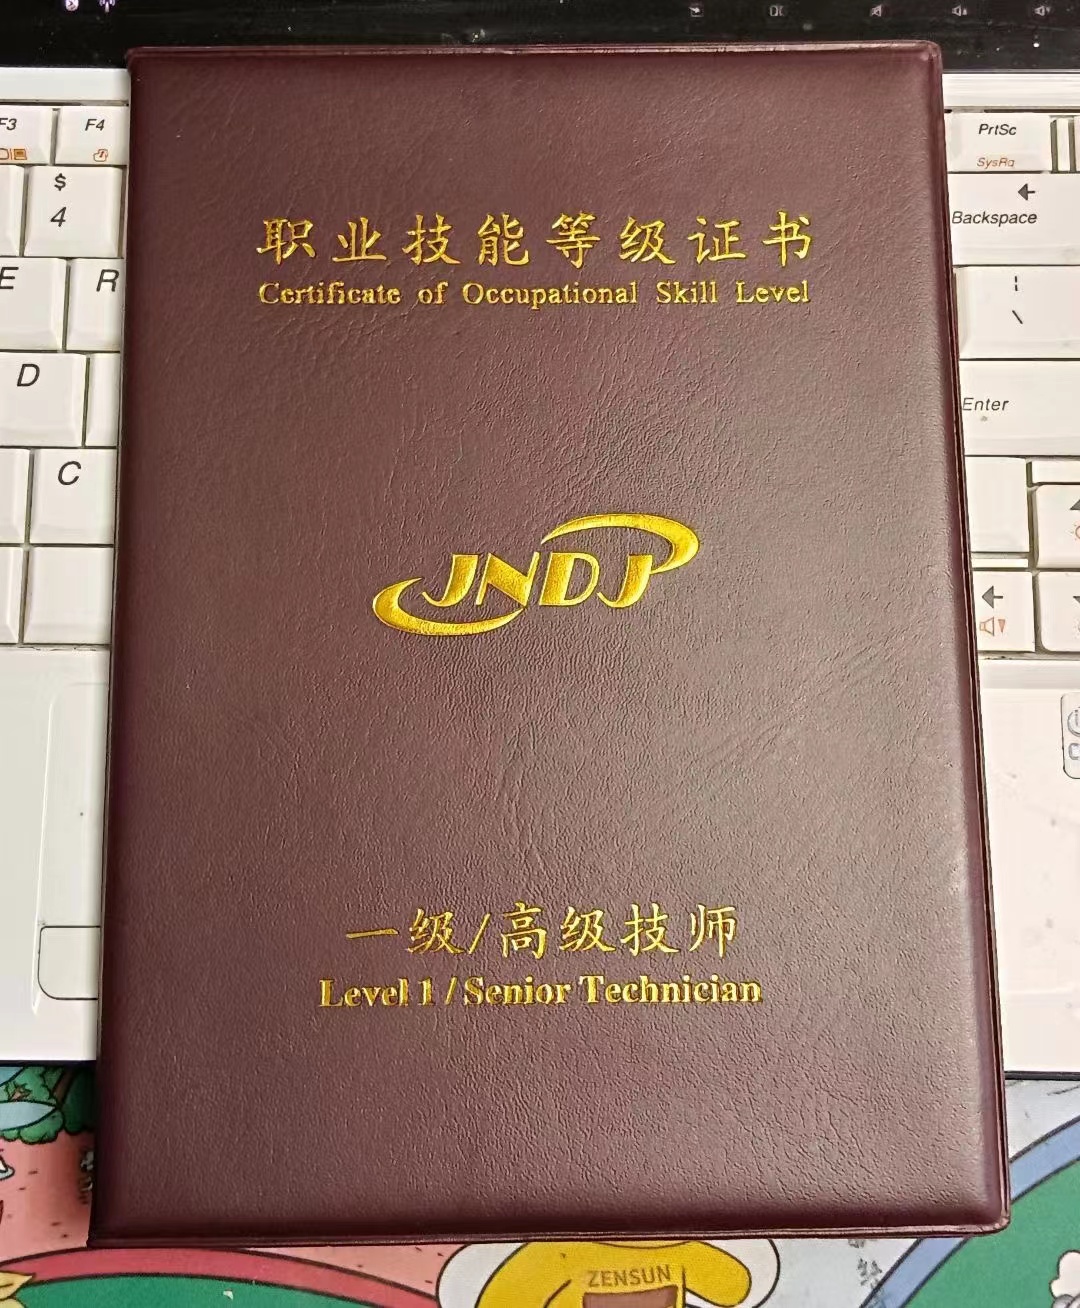 F3
F4
$
4
E
R
D
C
PrtSc
SysRq
Backspace
¦
\
Enter
职业技能等级证书
Certificate of Occupational Skill Level
JNDJ
一级/高级技师
Level 1 / Senior Technician
ZENSUN